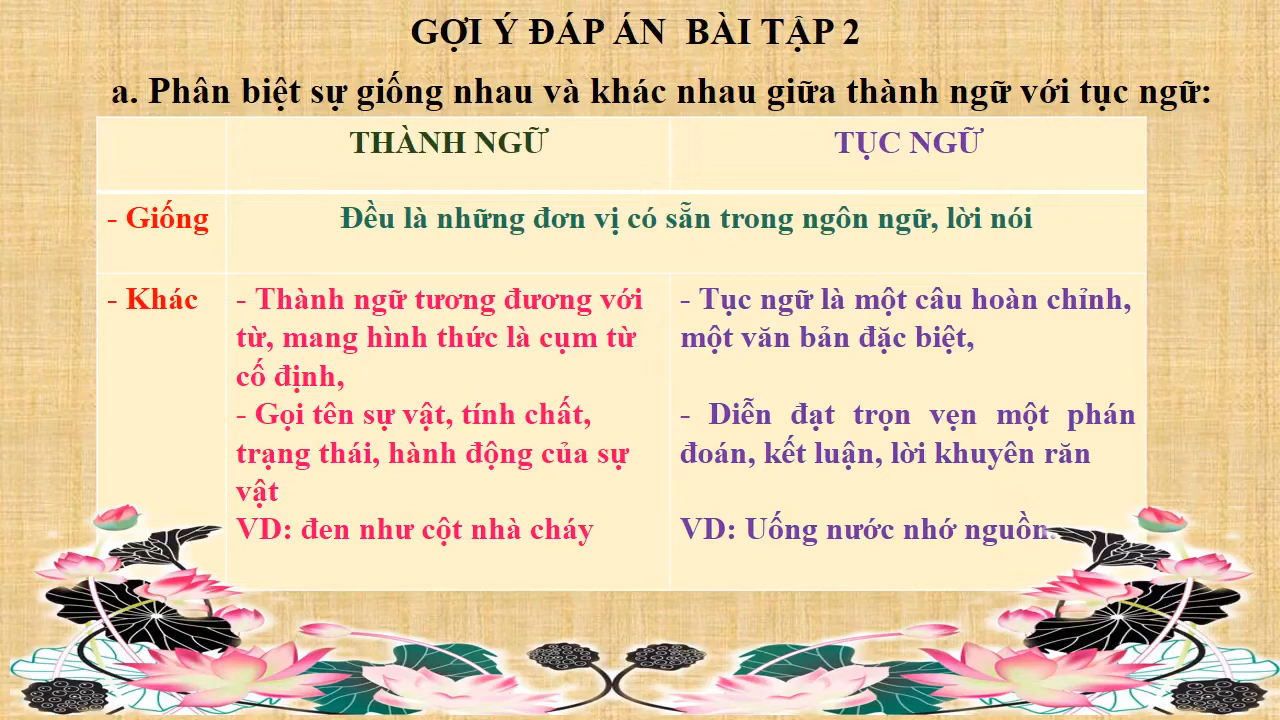 GỢI Ý ĐÁP ÁN BÀI TẬP 2
a. Phân biệt sự giống nhau và khác nhau giữa thành ngữ với tục ngữ:
THÀNH NGỮ
TỤC NGỮ
- Giống
Đều là những đơn vị có sẵn trong ngôn ngữ, lời nói
- Khác
- Thành ngữ tương đương với
từ, mang hình thức là cụm từ
cố định,
- Gọi tên sự vật, tính chất,
trạng thái, hành động của sự
vật
VD: đen như cột nhà cháy
- Tục ngữ là một câu hoàn chỉnh,
một văn bản đặc biệt,
- Diễn đạt trọn vẹn một phán
đoán, kết luận, lời khuyên răn
VD: Uống nước nhớ nguồn.